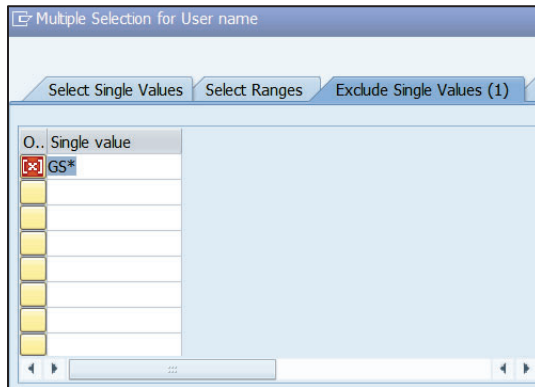 Multiple Selection for User name
Select Single Values Select Ranges Exclude Single Values (1)
O.. Single value
GS*